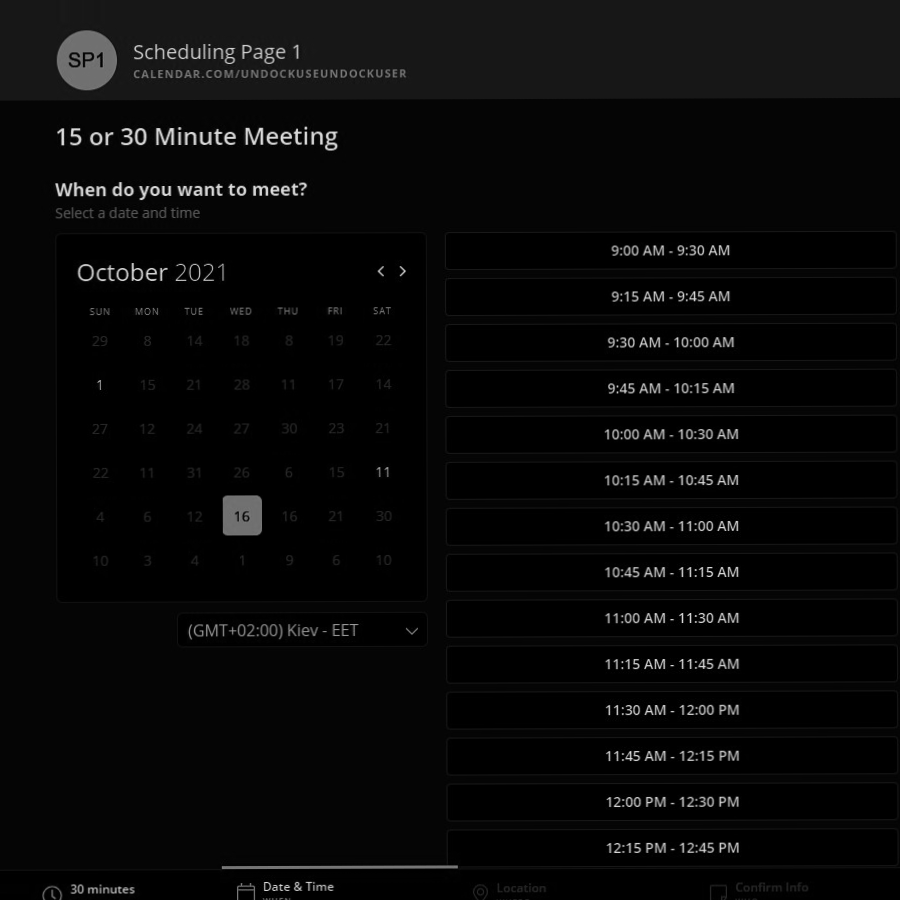 SP1
Scheduling Page 1
CALENDAR.COM/UNDOCKUSEUNDOCKUSER
15 or 30 Minute Meeting
When do you want to meet?
Select a date and time
October 2021
SUN MON TUE WED THU FRI SAT
29 8 14 18 8 19 22
1 15 21 28 11 17 14
27 12 24 27 30 23 21
22 11 31 26 6 15 11
4 6 12 16 16 21 30
10 3 4 1 9 6 10
(GMT+02:00) Kiev - EET
9:00 AM - 9:30 AM
9:15 AM - 9:45 AM
9:30 AM - 10:00 AM
9:45 AM - 10:15 AM
10:00 AM - 10:30 AM
10:15 AM - 10:45 AM
10:30 AM - 11:00 AM
10:45 AM - 11:15 AM
11:00 AM - 11:30 AM
11:15 AM - 11:45 AM
11:30 AM - 12:00 PM
11:45 AM - 12:15 PM
12:00 PM - 12:30 PM
12:15 PM - 12:45 PM
30 minutes
Date & Time
Location
Confirm Info